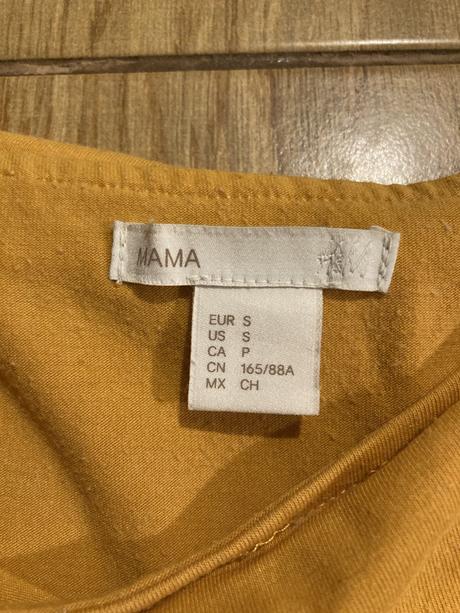 MAMA H&M
EUR S
US S
CA P
CN 165/88A
MX CH